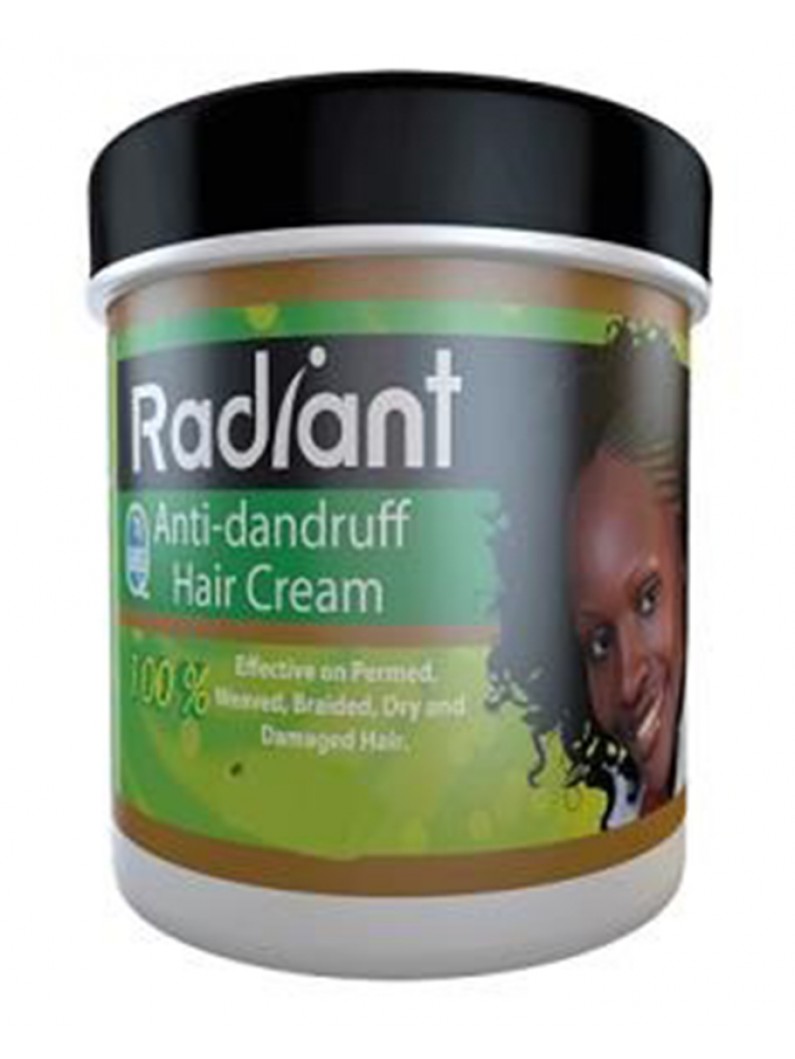 Radiant
Anti-dandruff
Hair Cream
100 %
Effective on Permed,
Weaved, Braided, Dry and
Damaged Hair.